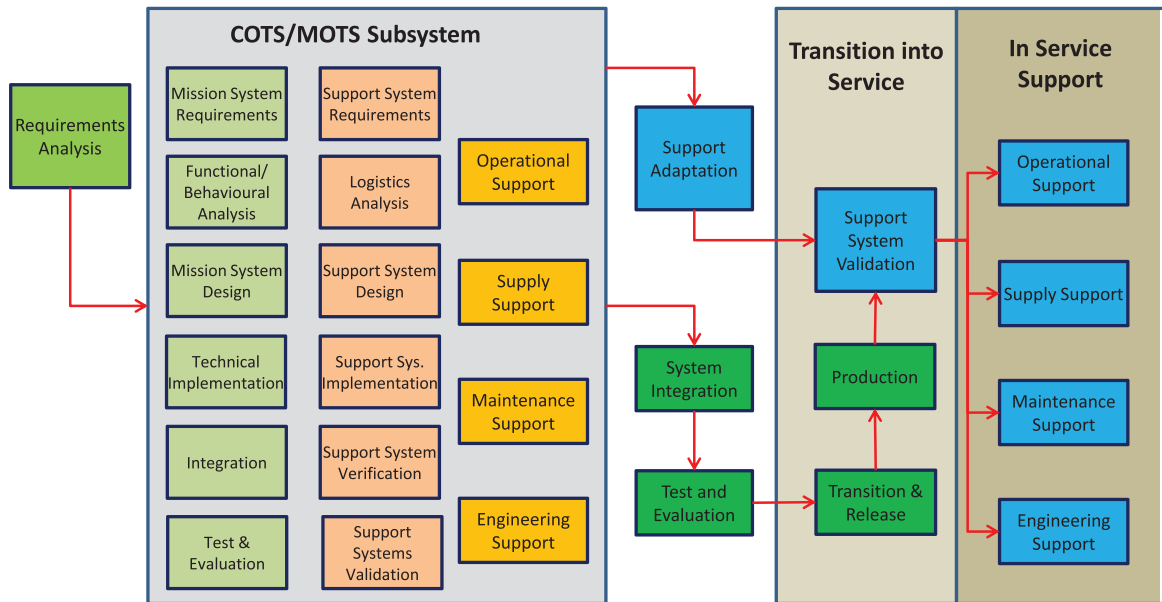 Requirements
Analysis
COTS/MOTS Subsystem
Mission System
Requirements
Functional/
Behavioural
Analysis
Mission System
Design
Technical
Implementation
Integration
Test &
Evaluation
Support System
Requirements
Logistics
Analysis
Support System
Design
Support Sys.
Implementation
Support System
Verification
Support
Systems
Validation
Operational
Support
Supply
Support
Maintenance
Support
Engineering
Support
Support
Adaptation
System
Integration
Test and
Evaluation
Transition into
Service
Support
System
Validation
Production
Transition &
Release
In Service
Support
Operational
Support
Supply Support
Maintenance
Support
Engineering
Support